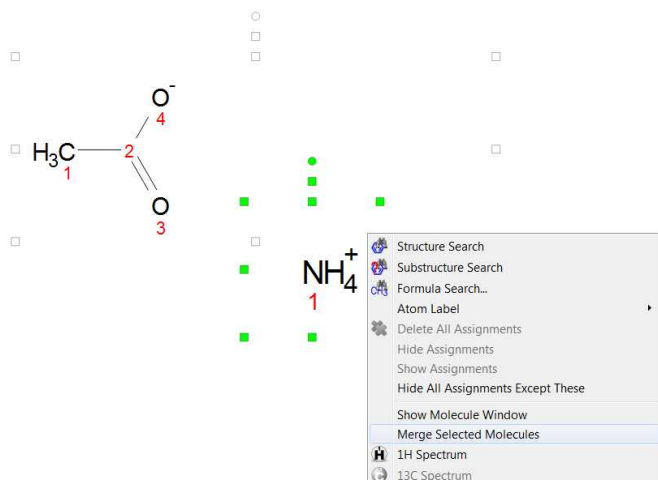 O-
4
H3C
1
2
O
3
NH4+
1
Structure Search
Substructure Search
CH3 Formula Search...
Atom Label
Delete All Assignments
Hide Assignments
Show Assignments
Hide All Assignments Except These
Show Molecule Window
Merge Selected Molecules
H 1H Spectrum
C 13C Spectrum